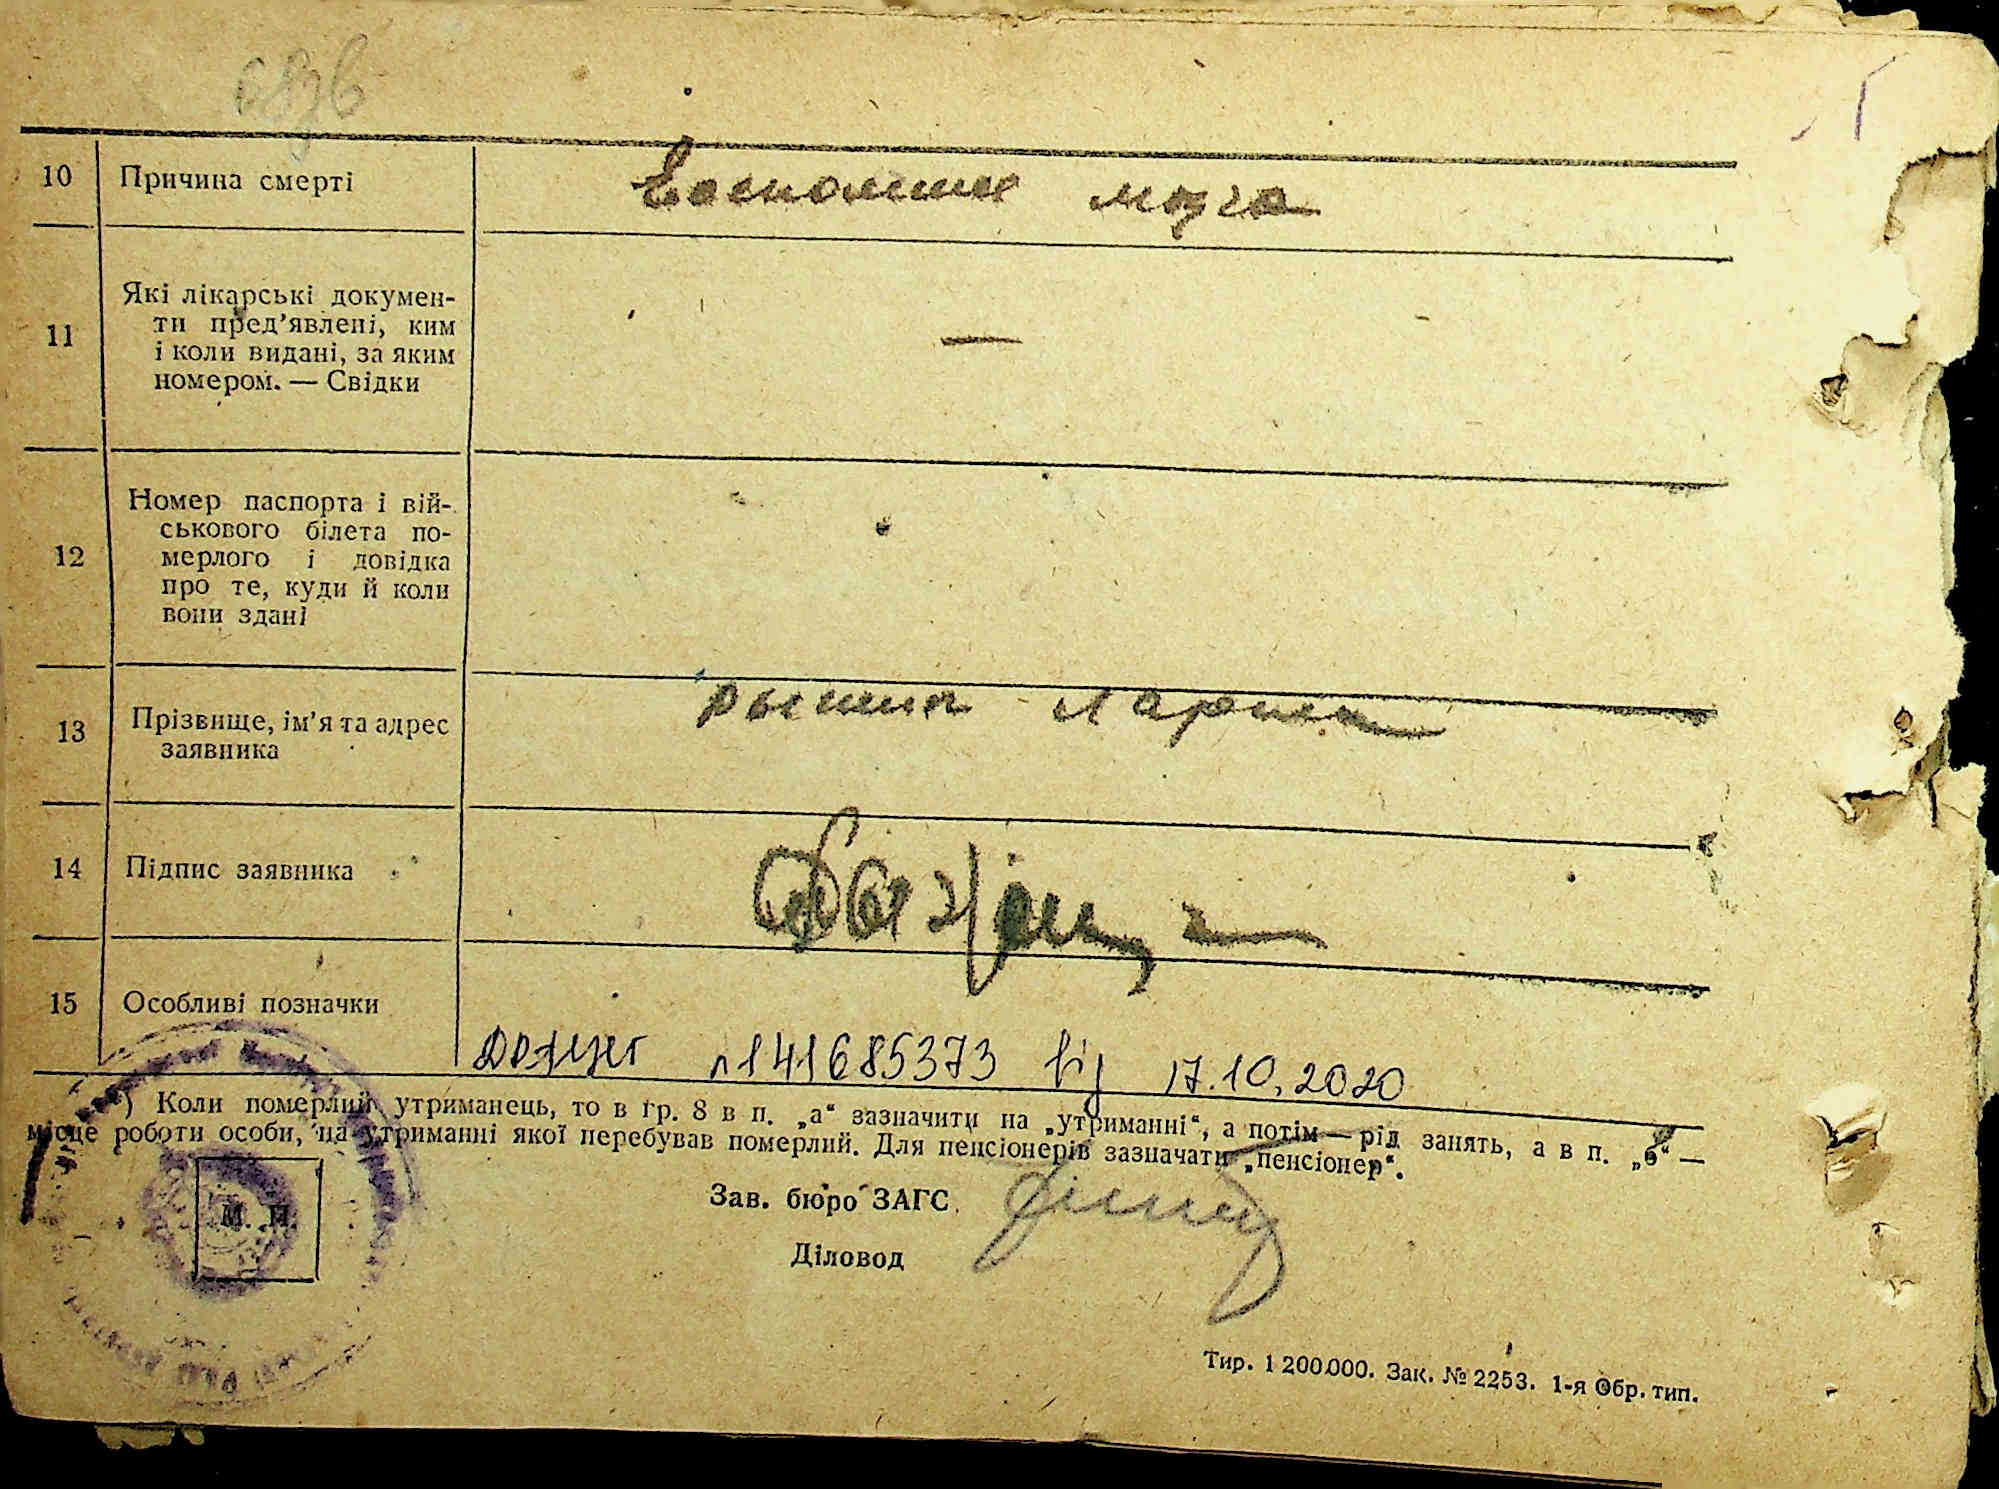 10 Причина смерті мозга
11 Які лікарські докумен-
ти пред’явлені, ким
і коли видані, за яким
номером. — Свідки
—
12 Номер паспорта і вій-
ськового білета по-
мерлого і довідка
про те, куди й коли
вони здані
13 Прізвище, ім’я та адрес
заявника
14 Підпис заявника
15 Особливі позначки
141685373 від 17.10.2020
*) Коли померлий утриманець, то в гр. 8 в п. „а“ зазначити на „утриманні“, а потім — рід занять, а в п. „б“ —
місце роботи особи, на утриманні якої перебував померлий. Для пенсіонерів зазначати „пенсіонер“.
М. П.
Зав. бюро ЗАГС
Діловод
Тир. 1 200.000. Зак. № 2253. 1-я Обр. тип.